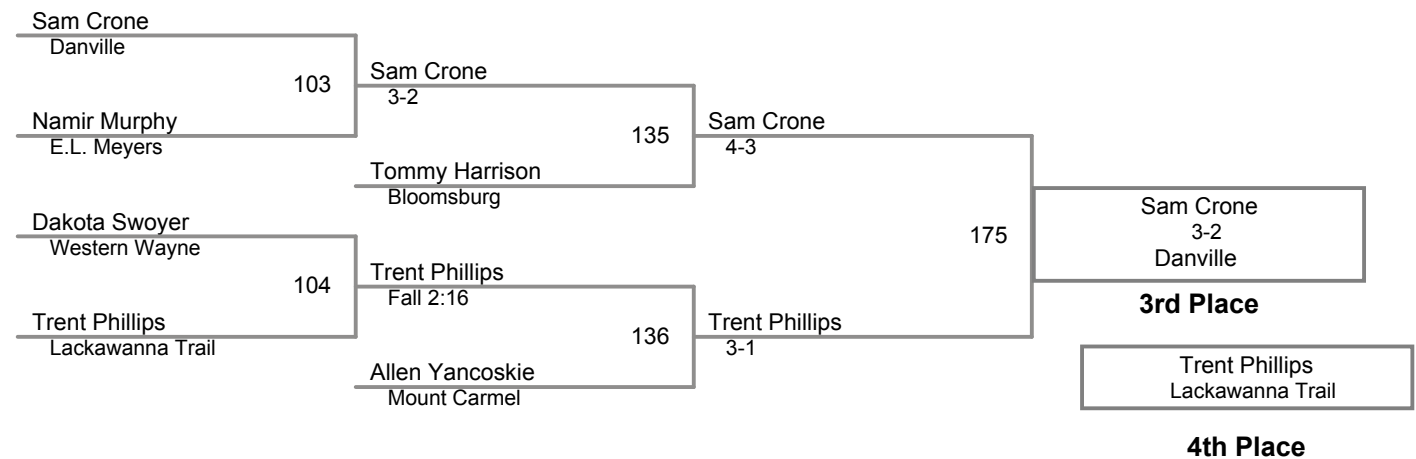 Sam Crone
Danville
103
Namir Murphy
E.L. Meyers
Dakota Swoyer
Western Wayne
104
Trent Phillips
Lackawanna Trail
Sam Crone
3-2
135
Tommy Harrison
Bloomsburg
Trent Phillips
Fall 2:16
136
Allen Yancoskie
Mount Carmel
Sam Crone
4-3
175
Trent Phillips
3-1
Sam Crone
3-2
Danville
3rd Place
Trent Phillips
Lackawanna Trail
4th Place